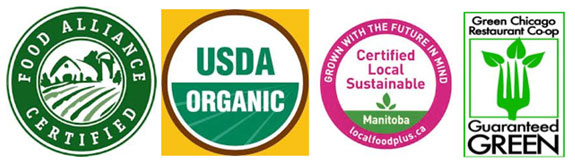 FOOD ALLIANCE
CERTIFIED
USDA
ORGANIC
GROWN WITH THE FUTURE IN MIND
Certified
Local
Sustainable
Manitoba
localfoodplus.ca
Green Chicago
Restaurant Co-op
Guaranteed
GREEN